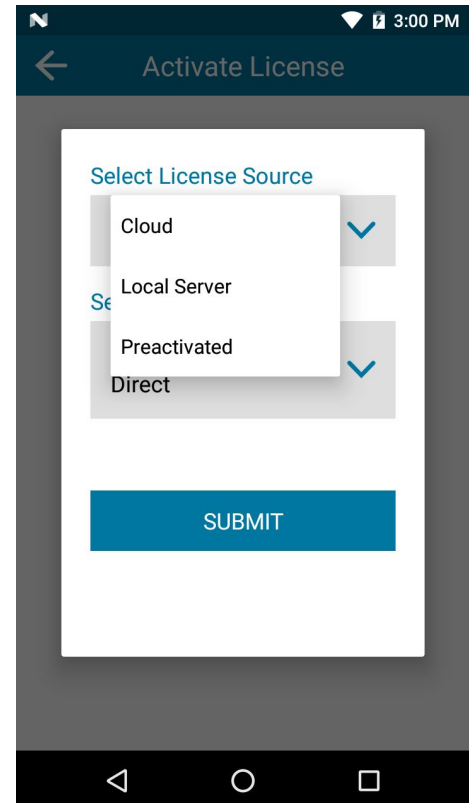 3:00 PM
Activate License
Select License Source
Cloud
Local Server
Se
Preactivated
Direct
SUBMIT